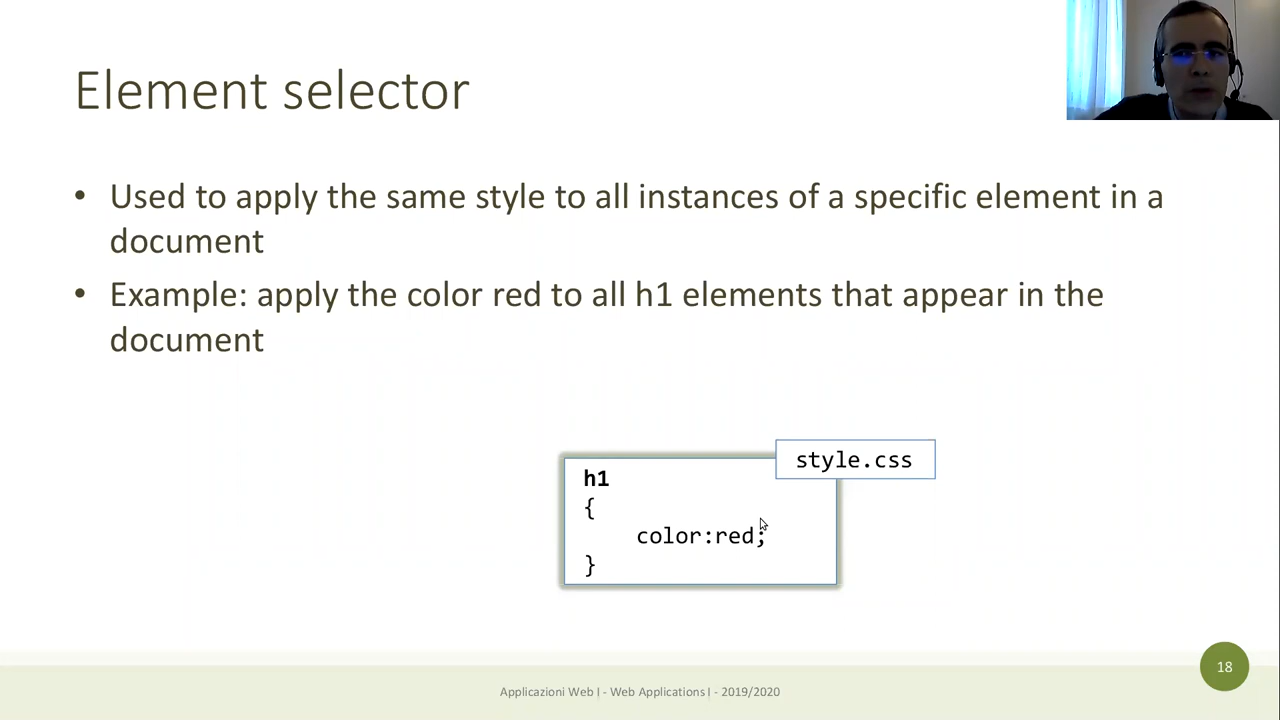 Element selector
• Used to apply the same style to all instances of a specific element in a
document
• Example: apply the color red to all h1 elements that appear in the
document
style.css
h1
{
color:red;
}
18
Applicazioni Web I - Web Applications I - 2019/2020